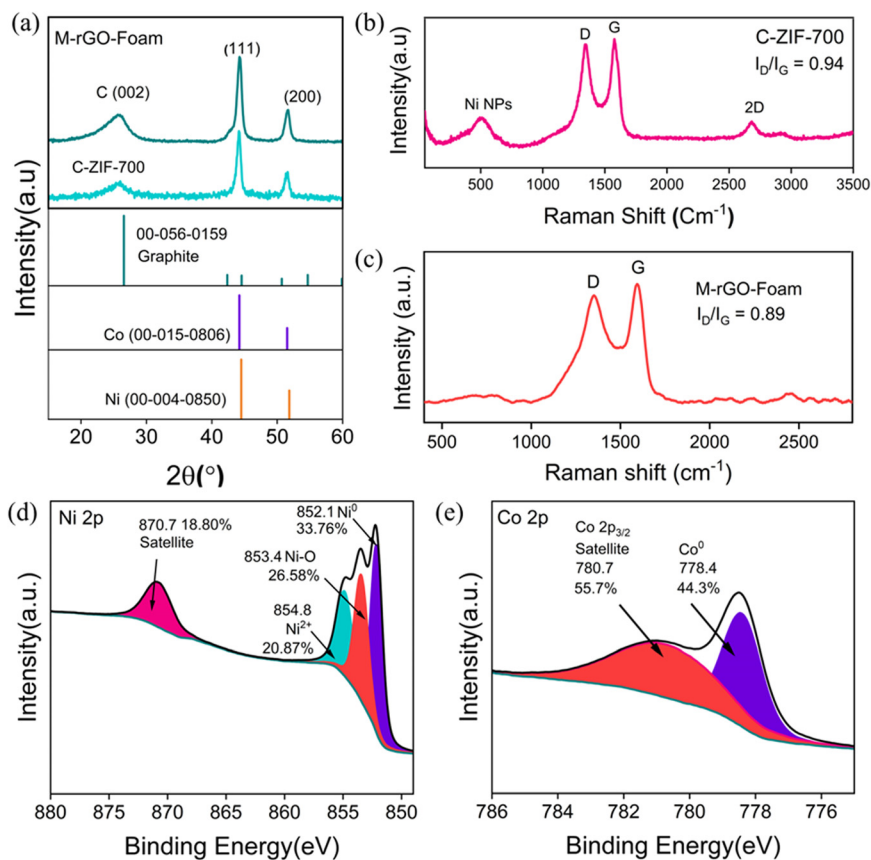 (a)
M-rGO-Foam
(111)
C (002)
(200)
C-ZIF-700
00-056-0159
Graphite
Co (00-015-0806)
Ni (00-004-0850)
Intensity(a.u)
20
30
40
50
60
2θ(°)
(b)
C-ZIF-700
I_D/I_G = 0.94
D
G
Ni NPs
2D
Intensity(a.u)
500
1000
1500
2000
2500
3000
3500
Raman Shift (Cm⁻¹)
(c)
D
G
M-rGO-Foam
I_D/I_G = 0.89
Intensity (a.u.)
500
1000
1500
2000
2500
Raman shift (cm⁻¹)
(d)
Ni 2p
870.7 18.80%
Satellite
852.1 Ni⁰
33.76%
853.4 Ni-O
26.58%
854.8
Ni²⁺
20.87%
Intensity(a.u.)
880
870
865
860
855
850
Binding Energy(eV)
(e)
Co 2p
Co 2p₃/₂
Satellite
780.7
55.7%
Co⁰
778.4
44.3%
Intensity(a.u.)
786
784
782
780
778
776
Binding Energy(eV)